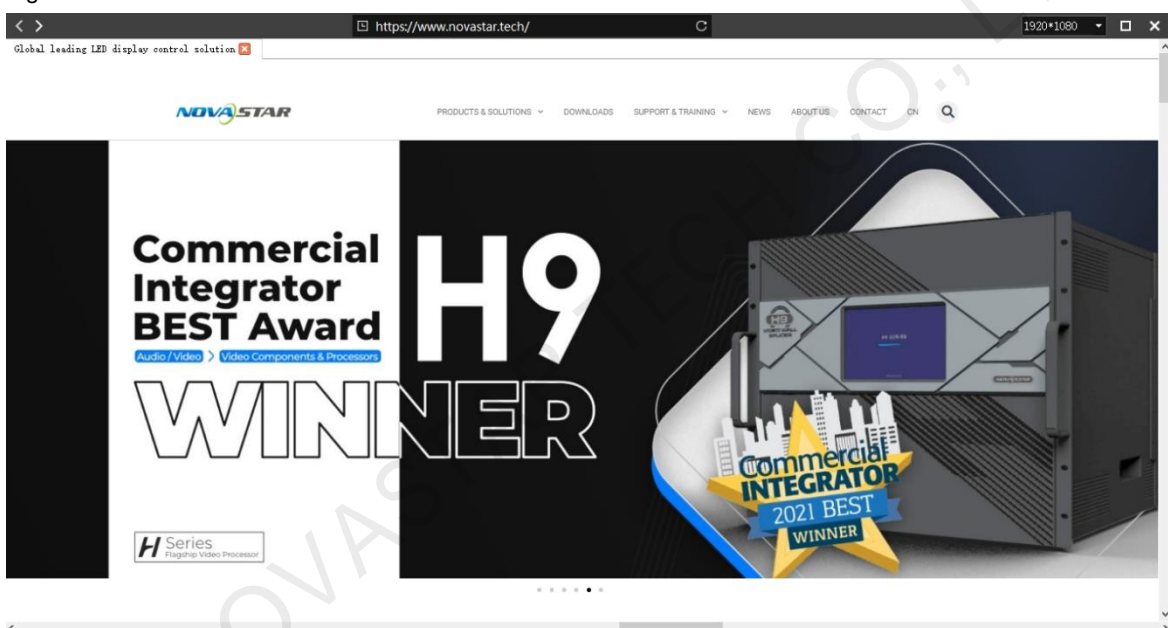 https://www.novastar.tech/
1920*1080
Global leading LED display control solution
NOVASTAR
PRODUCTS & SOLUTIONS
DOWNLOADS
SUPPORT & TRAINING
NEWS
ABOUT US
CONTACT
CN
Commercial
Integrator
BEST Award
Audio / Video > Video Components & Processors
H9
WINNER
H Series
Flagship Video Processor
H9
Commercial
INTEGRATOR
2021 BEST
WINNER